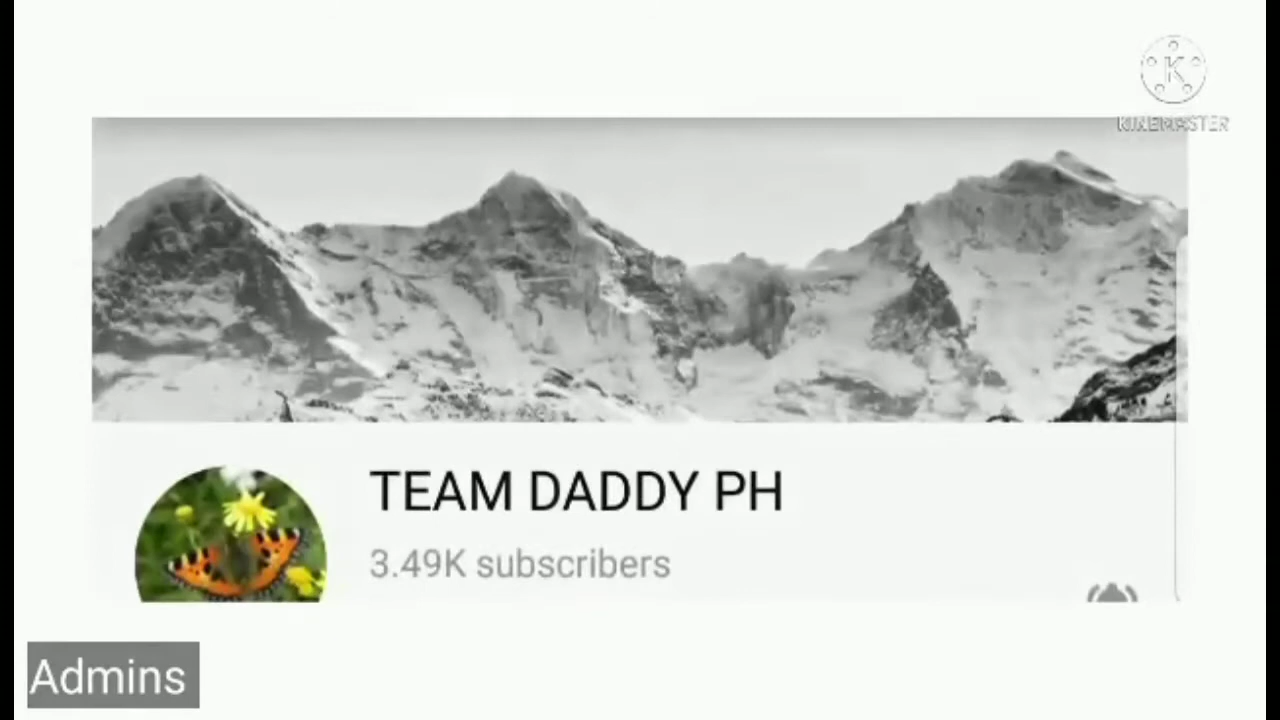 K
KINEMASTER
TEAM DADDY PH
3.49K subscribers
Admins